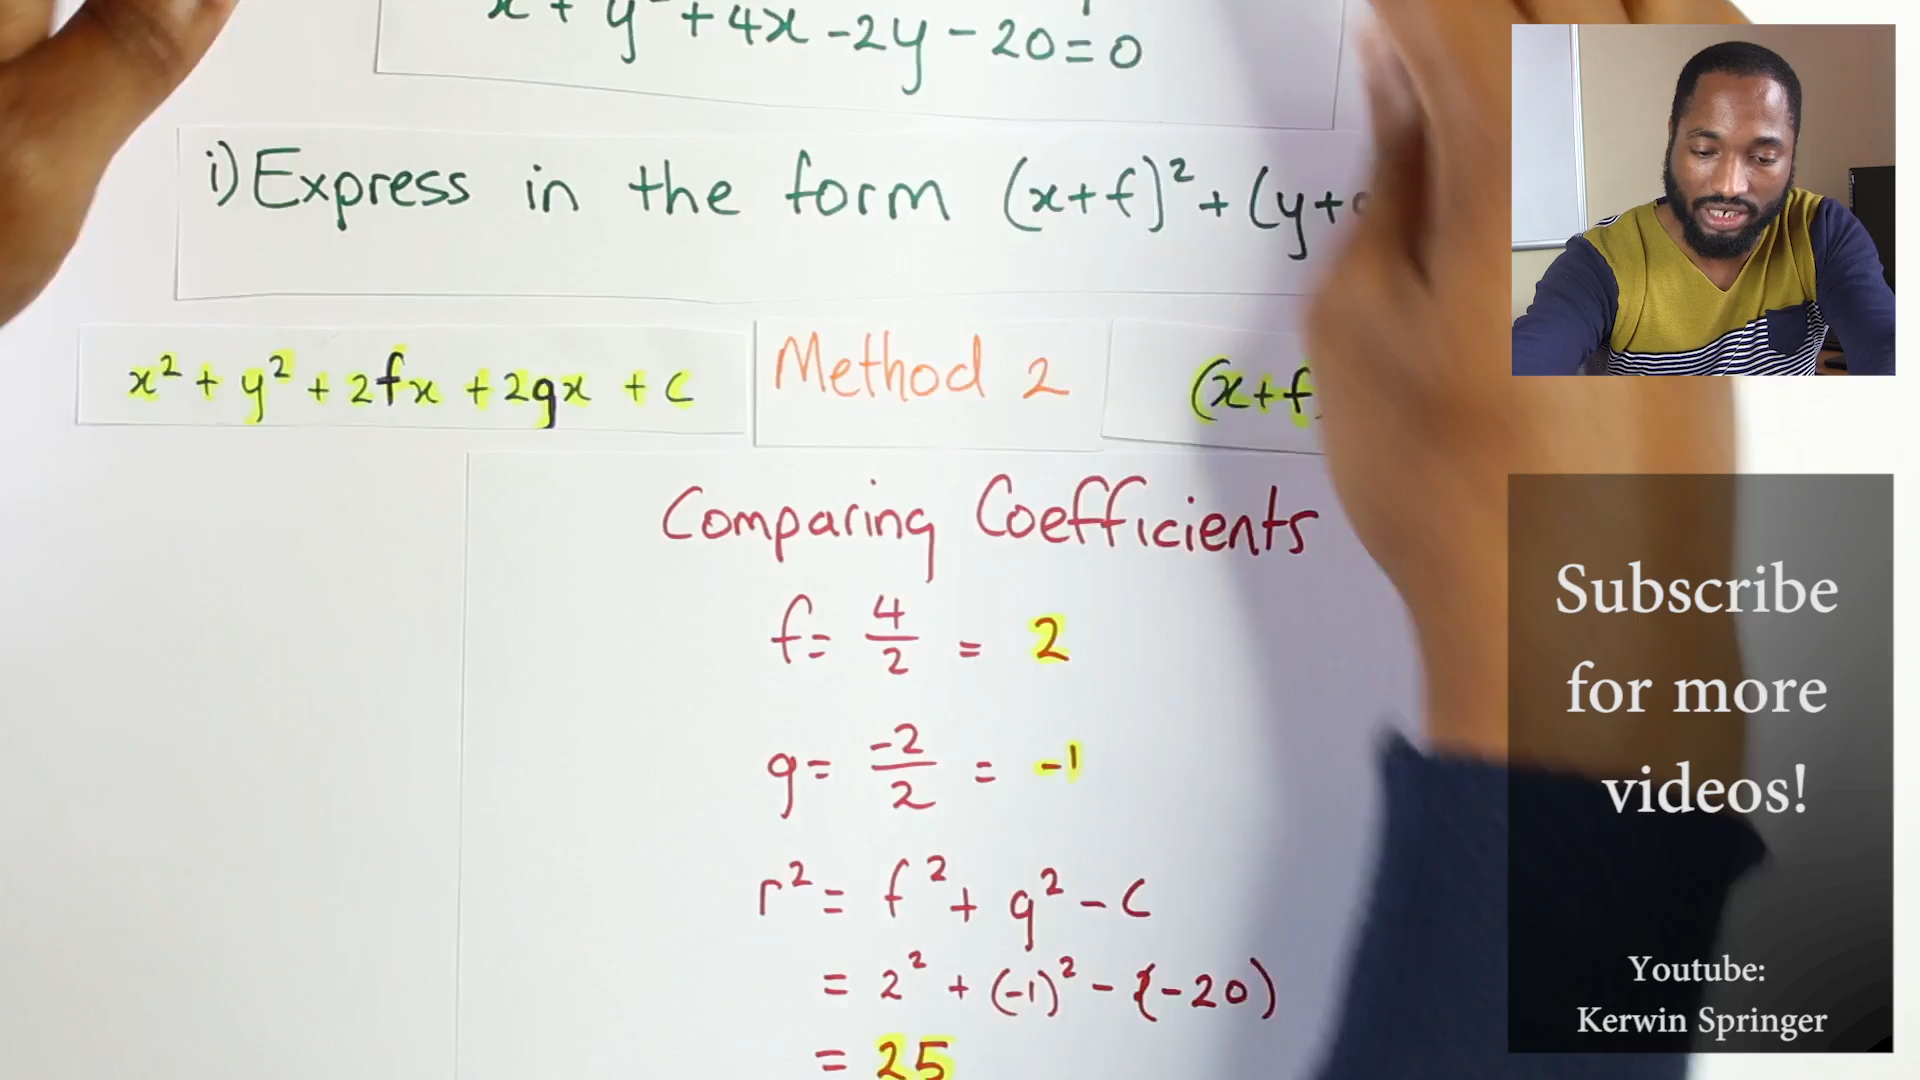 x + y² + 4x - 2y - 20 = 0
i) Express in the form (x+f)² + (y+
x² + y² + 2fx + 2gx + c
Method 2
(x+f
Comparing Coefficients
f = 4/2 = 2
g = -2/2 = -1
r² = f² + g² - c
= 2² + (-1)² - (-20)
= 25
Subscribe
for more
videos!
Youtube:
Kerwin Springer